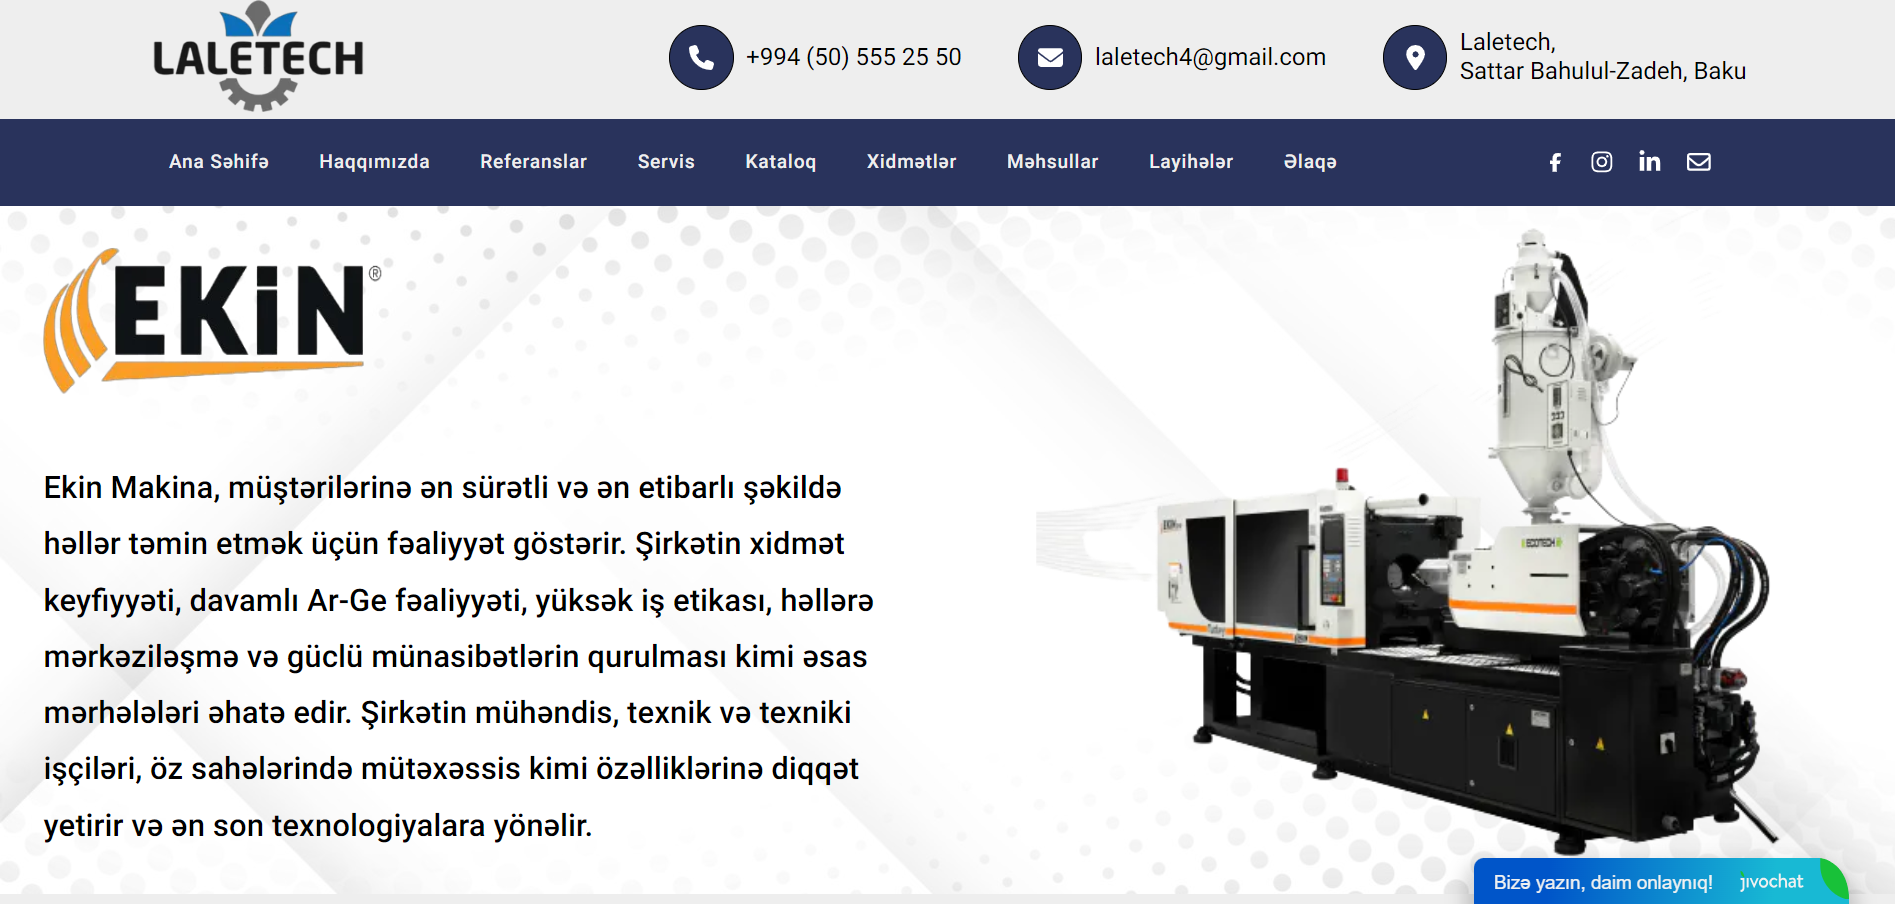 LALETECH
+994 (50) 555 25 50
laletech4@gmail.com
Laletech,
Sattar Bahulul-Zadeh, Baku
Ana Səhifə
Haqqımızda
Referanslar
Servis
Kataloq
Xidmətlər
Məhsullar
Layihələr
Əlaqə
EKİN®
Ekin Makina, müştərilərinə ən sürətli və ən etibarlı şəkildə
həllər təmin etmək üçün fəaliyyət göstərir. Şirkətin xidmət
keyfiyyəti, davamlı Ar-Ge fəaliyyəti, yüksək iş etikası, həllərə
mərkəziləşmə və güclü münasibətlərin qurulması kimi əsas
mərhələləri əhatə edir. Şirkətin mühəndis, texnik və texniki
işçiləri, öz sahələrində mütəxəssis kimi özəlliklərinə diqqət
yetirir və ən son texnologiyalara yönəlir.
EKİN
ECOTECH
Bizə yazın, daim onlaynıq!
jivochat